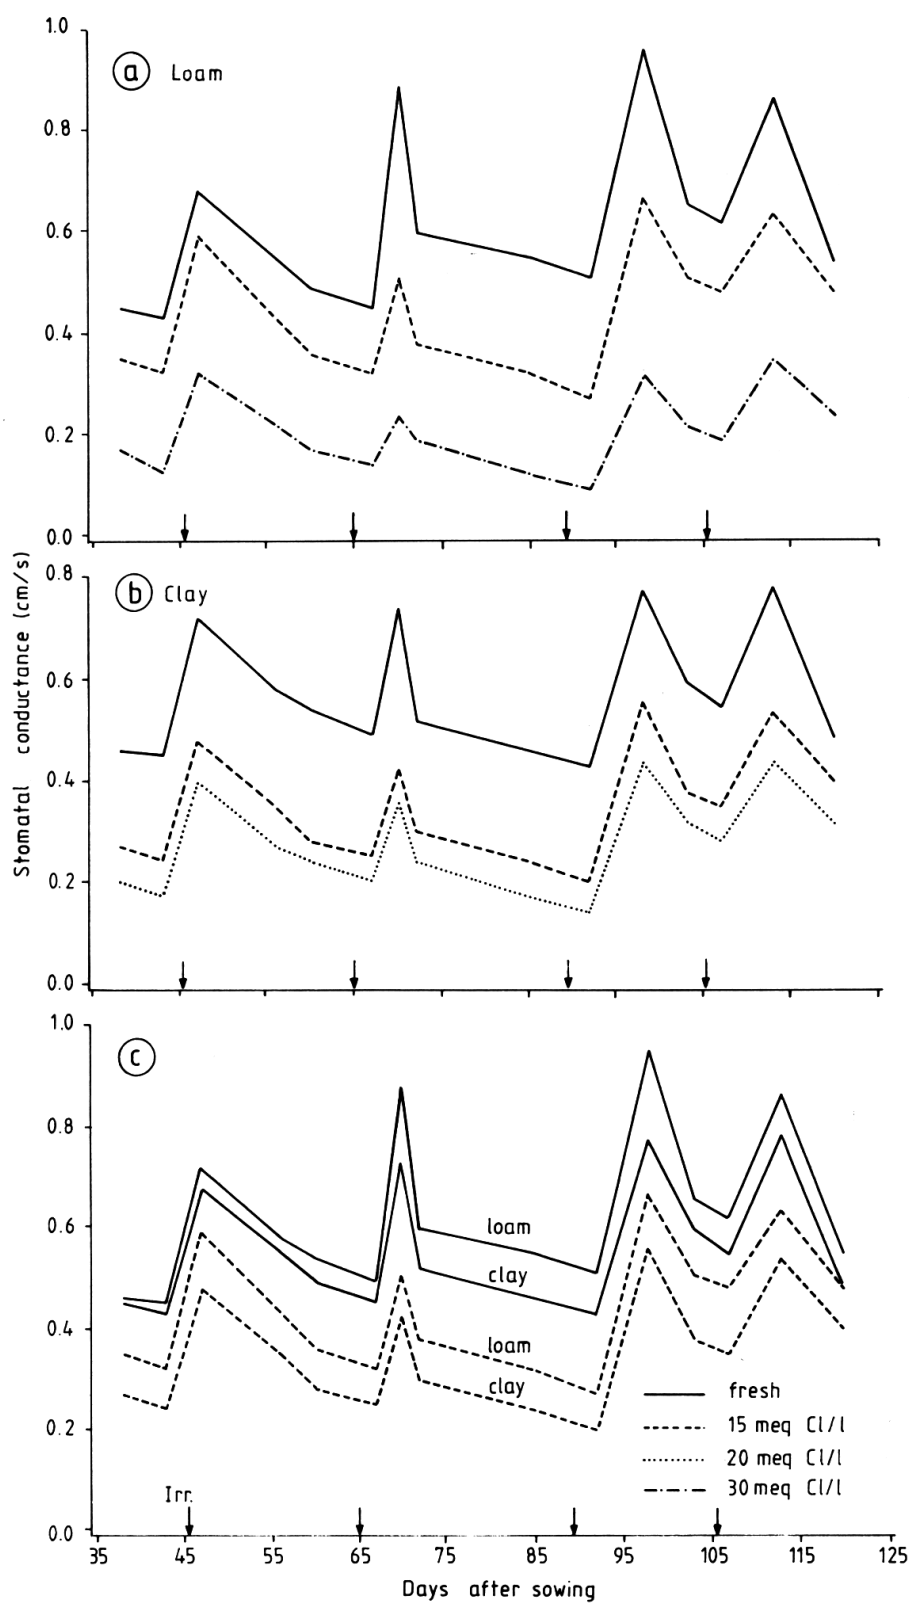 1.0
a Loam
0.8
0.6
0.4
0.2
0.0
Stomatal conductance (cm/s)
0.8
b Clay
0.6
0.4
0.2
0.0
1.0
c
0.8
0.6
loam
clay
0.4
loam
clay
fresh
0.2
15 meq Cl/l
20 meq Cl/l
30 meq Cl/l
Irr.
0.0
35 45 55 65 75 85 95 105 115 125
Days after sowing